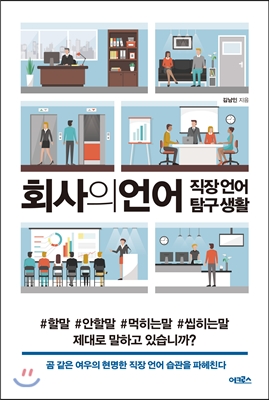 김남인 지음
회사의언어 직장 언어
탐구 생활
#할말 #안할말 #먹히는말 #씹히는말
제대로 말하고 있습니까?
곰 같은 여우의 현명한 직장 언어 습관을 파헤친다
어크로스